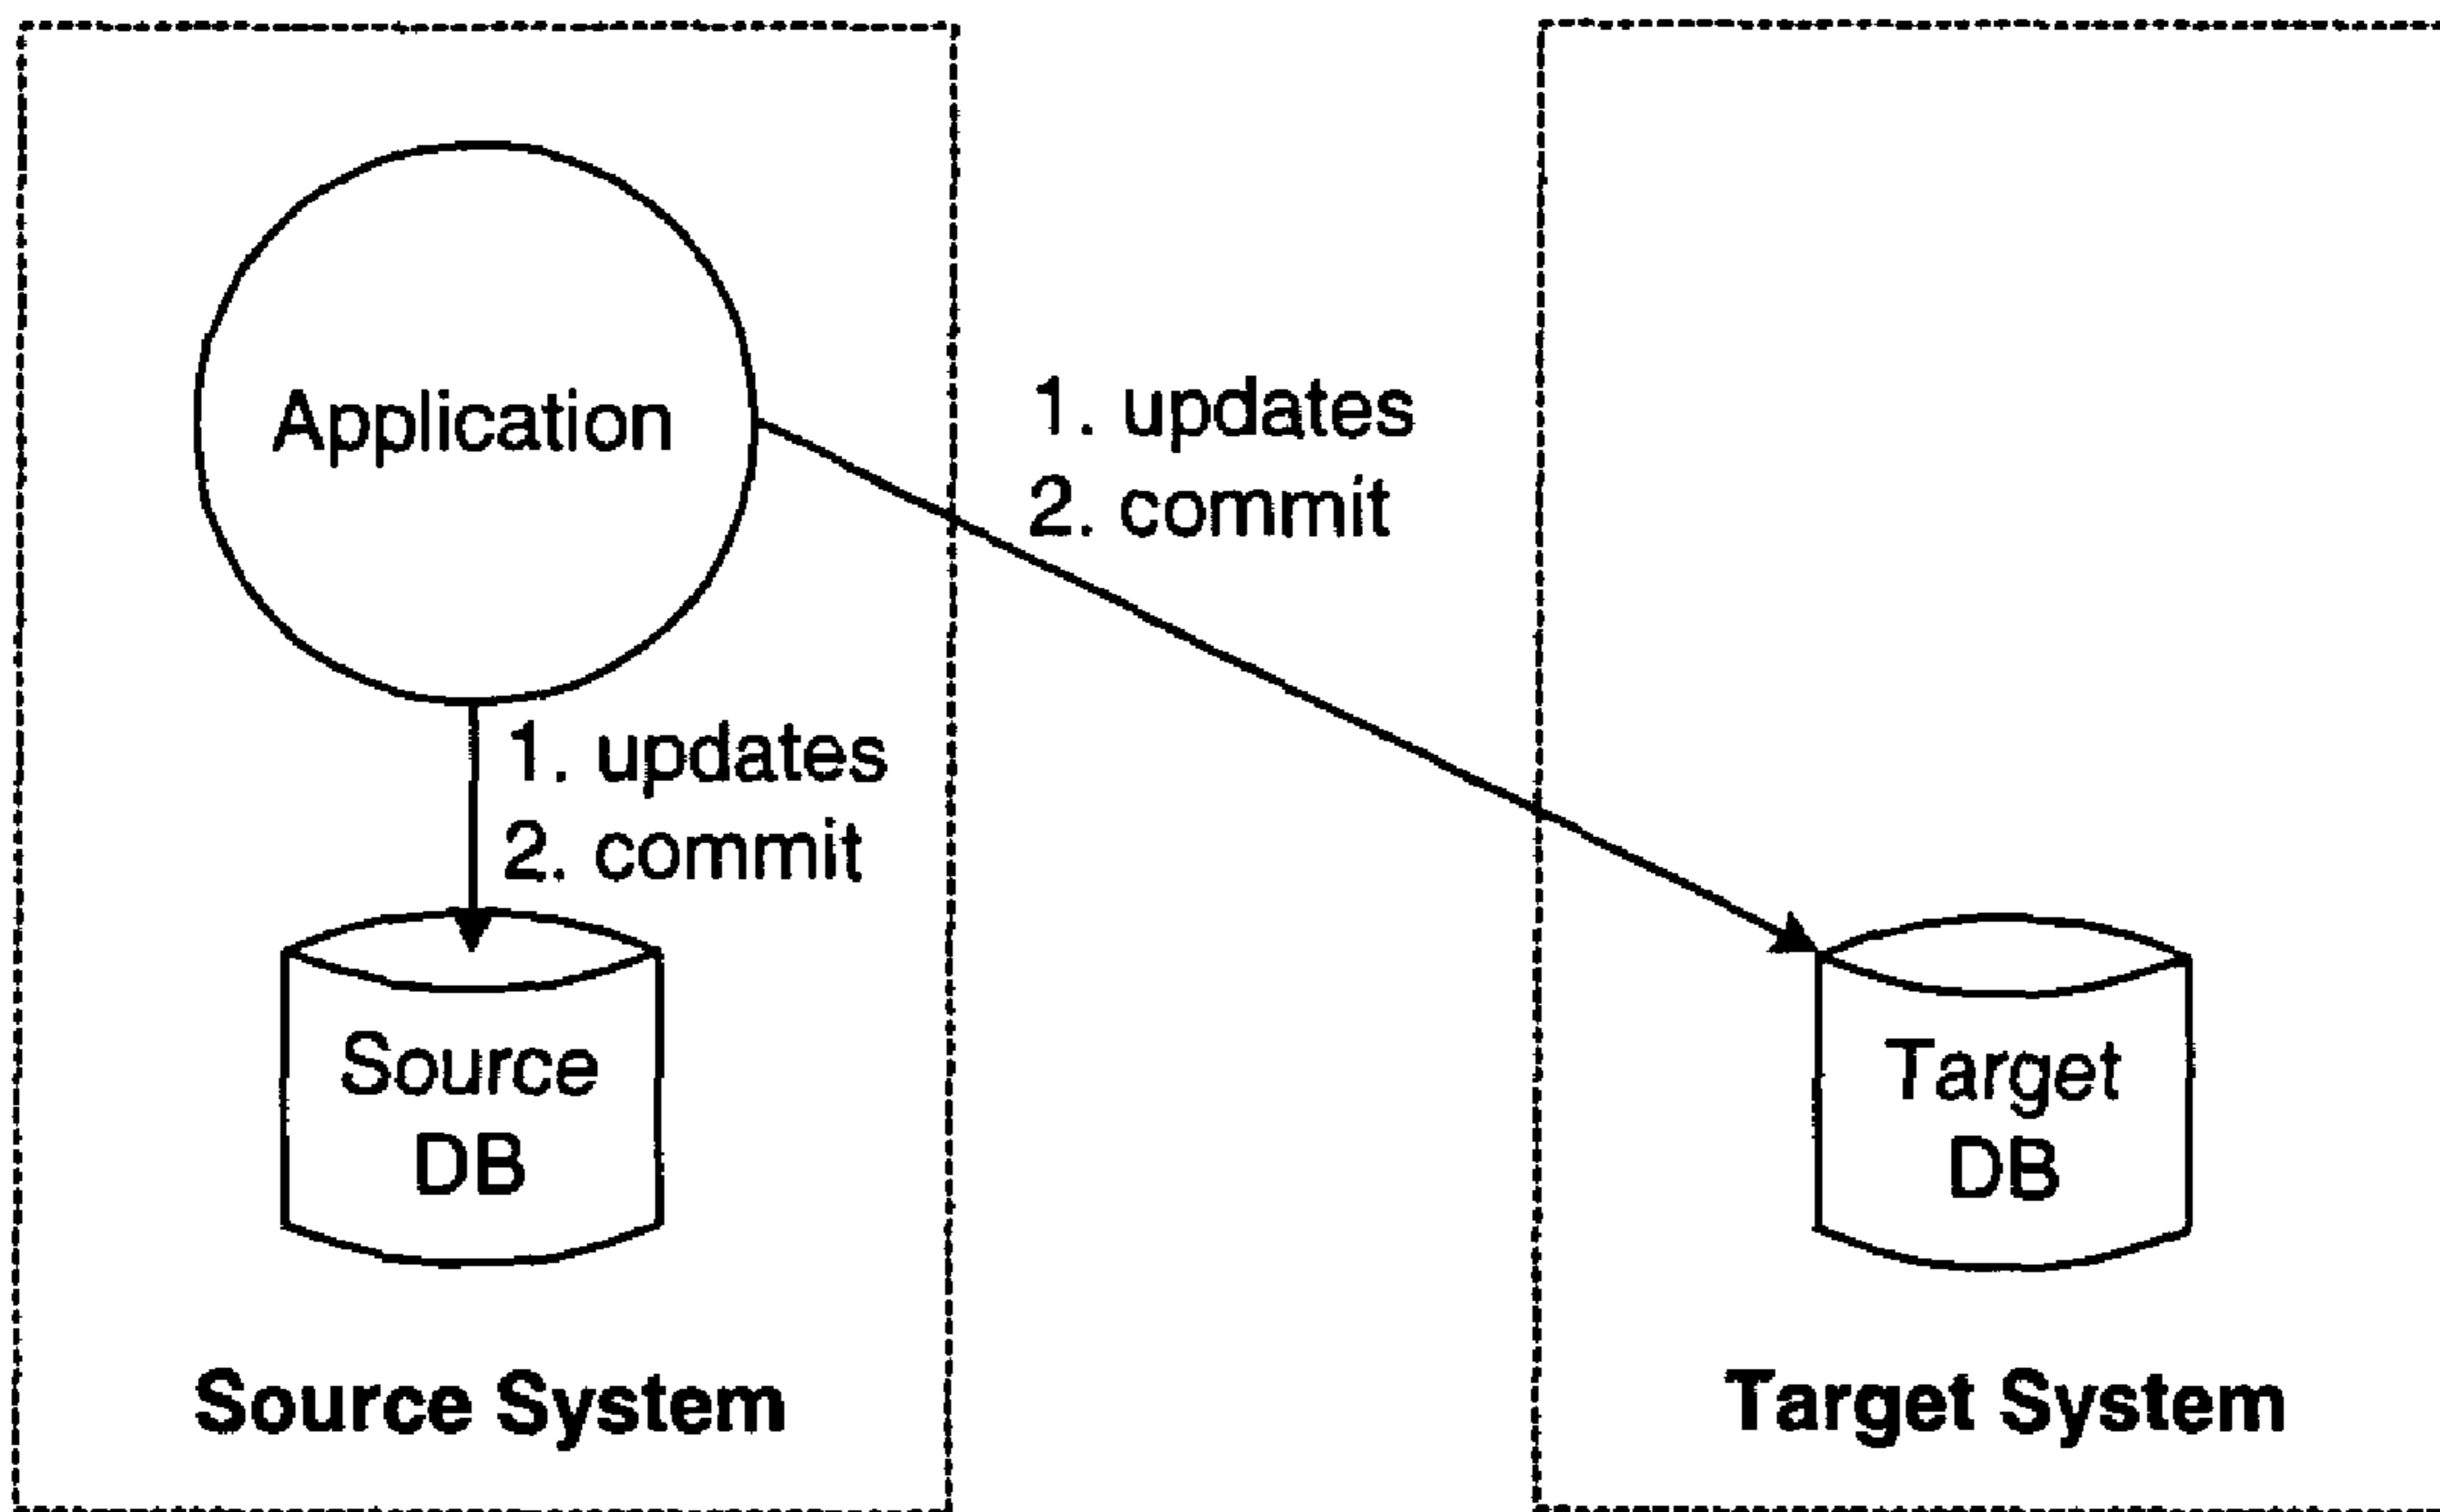 Application
1. updates
2. commit
1. updates
2. commit
Source
DB
Target
DB
Source System
Target System